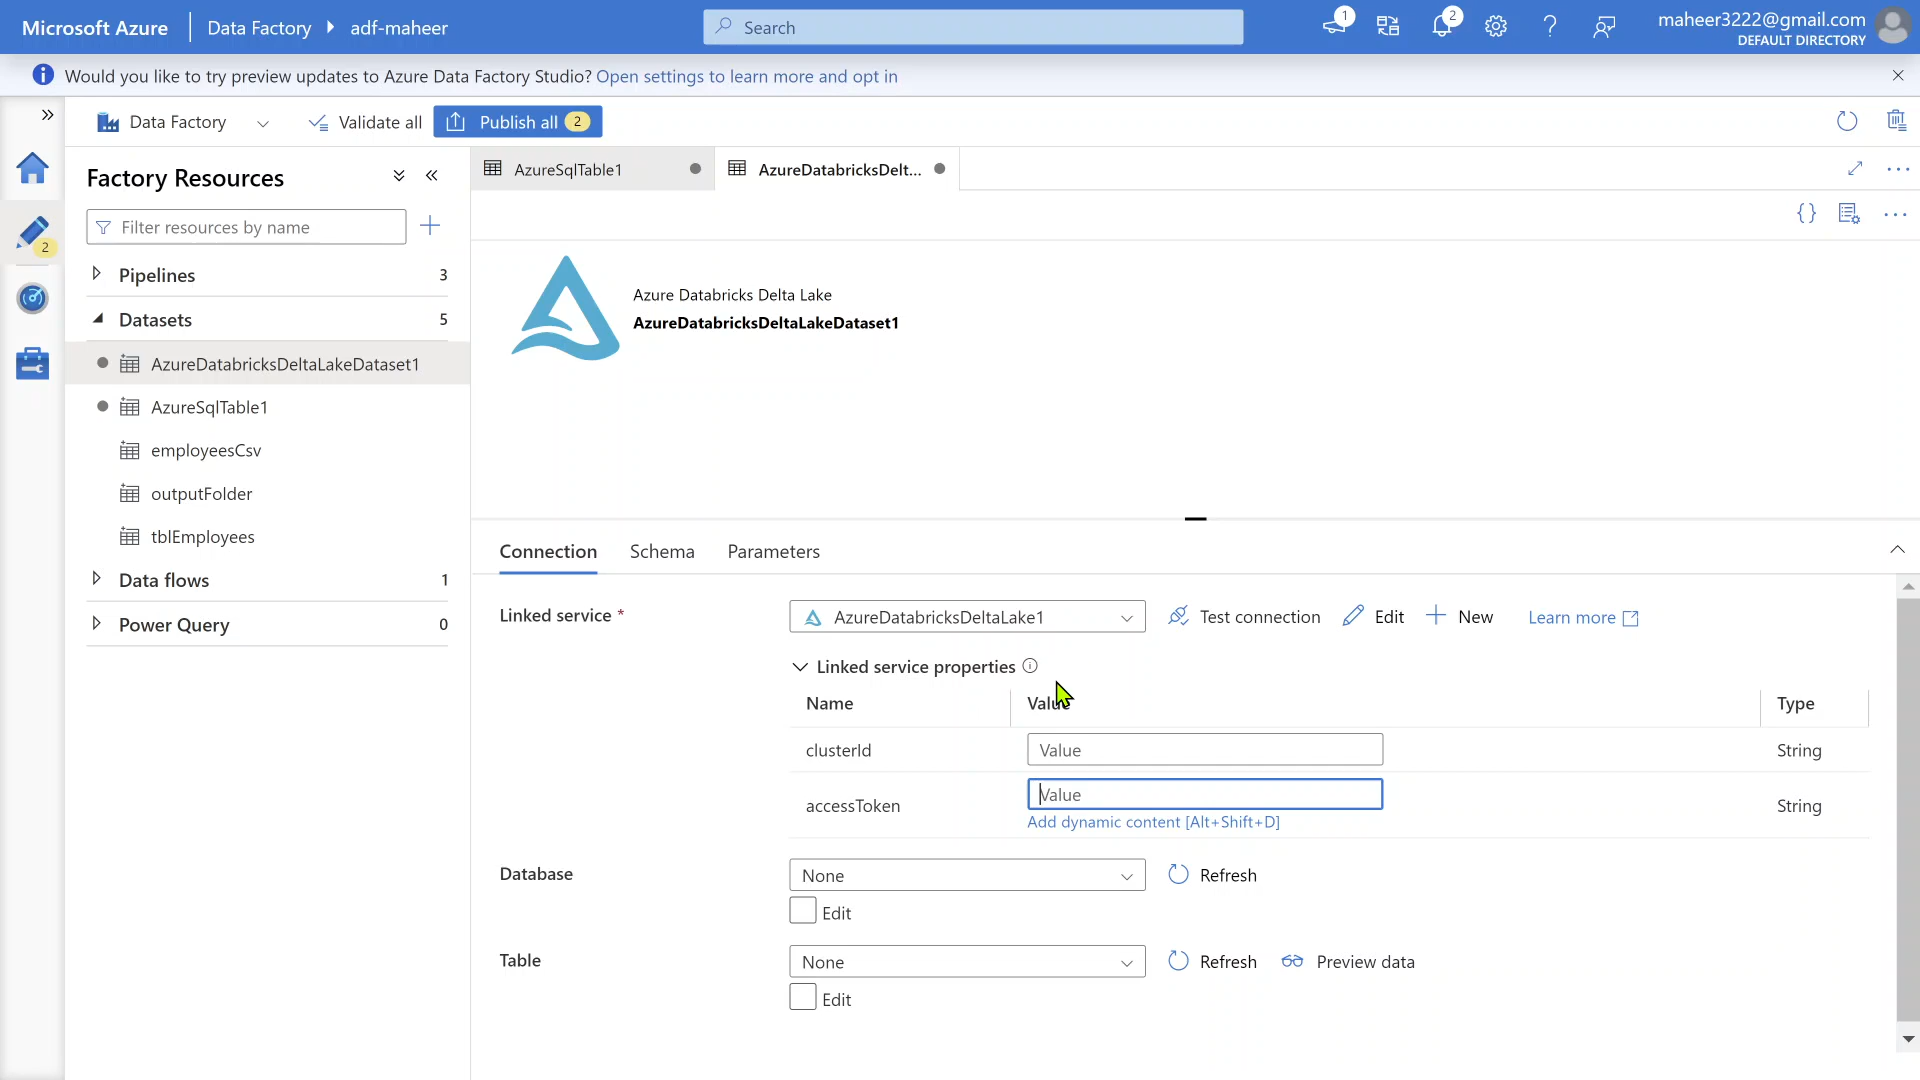 Microsoft Azure
Data Factory
adf-maheer
Search
1
2
maheer3222@gmail.com
DEFAULT DIRECTORY
Would you like to try preview updates to Azure Data Factory Studio? Open settings to learn more and opt in
Data Factory
Validate all
Publish all 2
Factory Resources
Filter resources by name
2
Pipelines 3
Datasets 5
AzureDatabricksDeltaLakeDataset1
AzureSqlTable1
employeesCsv
outputFolder
tblEmployees
Data flows 1
Power Query 0
AzureSqlTable1
AzureDatabricksDelt...
Azure Databricks Delta Lake
AzureDatabricksDeltaLakeDataset1
Connection Schema Parameters
Linked service * AzureDatabricksDeltaLake1 Test connection Edit New Learn more
Linked service properties
Name Value Type
clusterId Value String
accessToken Value String
Add dynamic content [Alt+Shift+D]
Database None Refresh
Edit
Table None Refresh Preview data
Edit